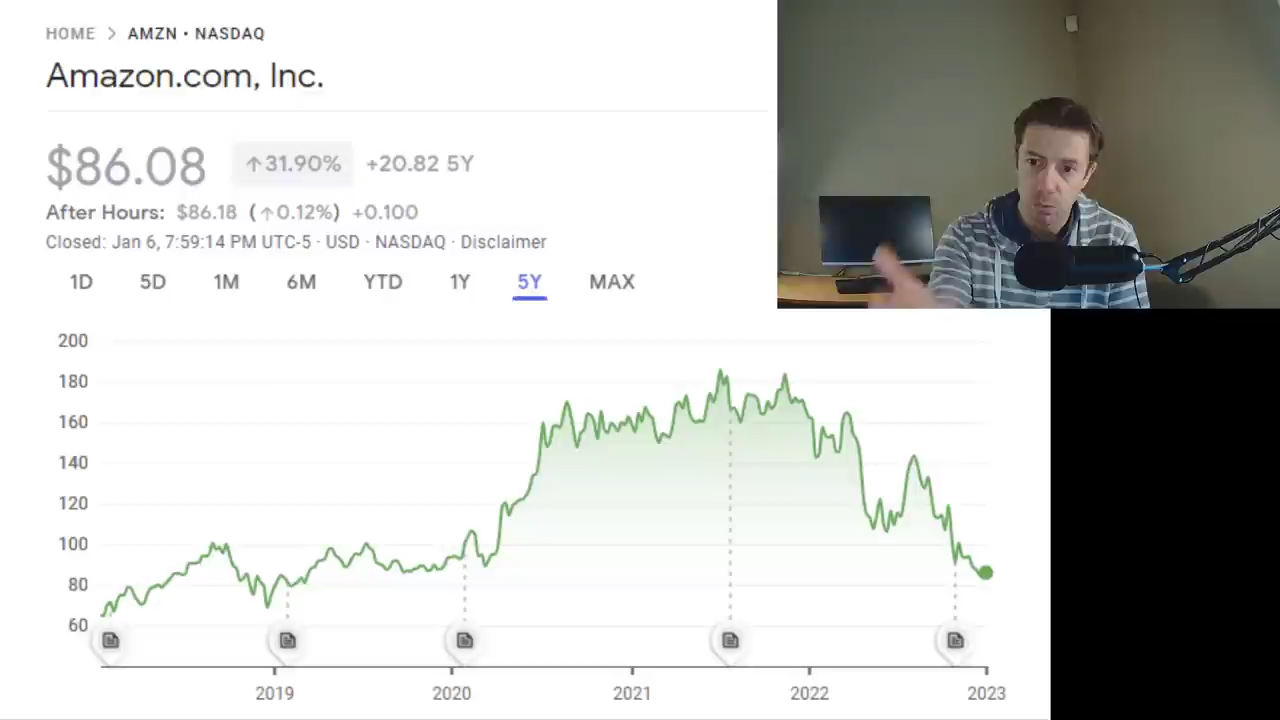 HOME > AMZN • NASDAQ
Amazon.com, Inc.
$86.08 ↑31.90% +20.82 5Y
After Hours: $86.18 (↑0.12%) +0.100
Closed: Jan 6, 7:59:14 PM UTC-5 · USD · NASDAQ · Disclaimer
1D 5D 1M 6M YTD 1Y 5Y MAX
200
180
160
140
120
100
80
60
2019 2020 2021 2022 2023